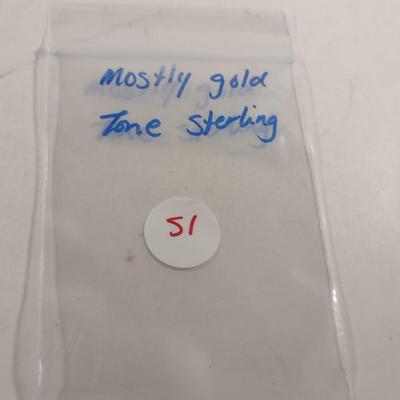 Mostly gold
Tone Sterling
51